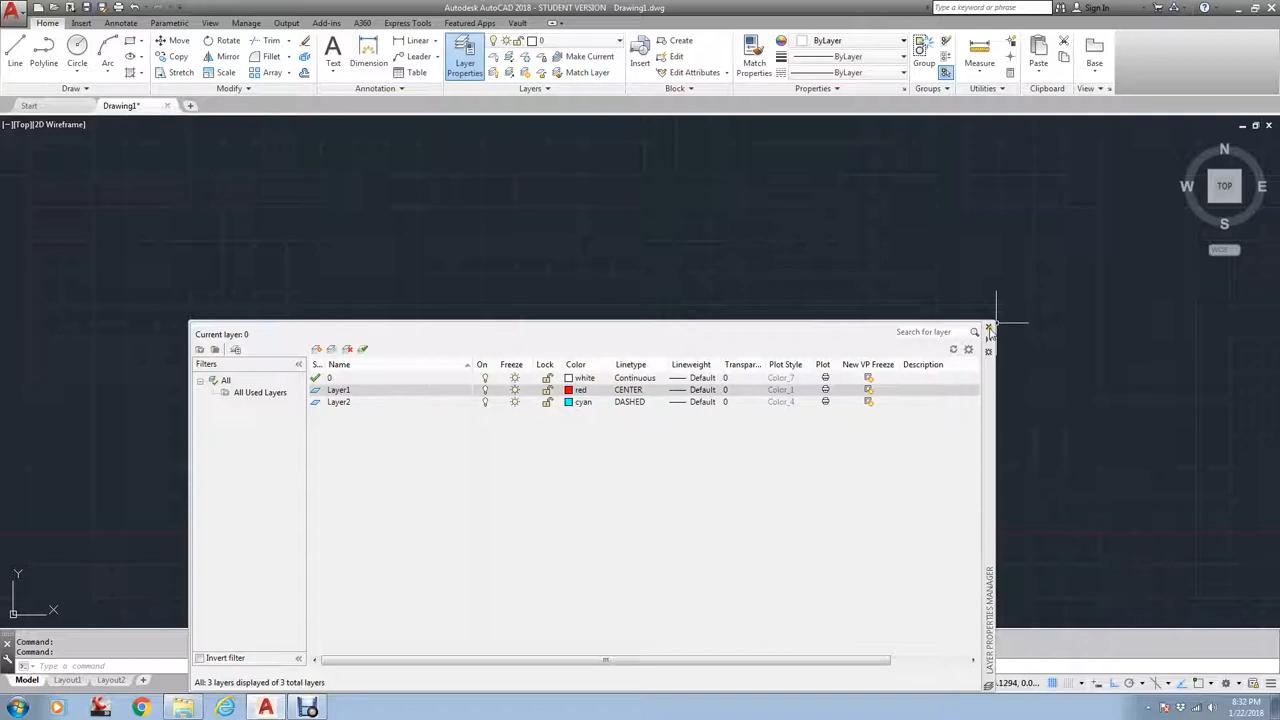 Autodesk AutoCAD 2018 - STUDENT VERSION Drawing1.dwg
Type a keyword or phrase
Sign In
Home Insert Annotate Parametric View Manage Output Add-ins A360 Express Tools Featured Apps Vault
Line Polyline Circle Arc
Move Rotate Trim
Copy Mirror Fillet
Stretch Scale Array
Text Dimension
Linear
Leader
Table
Layer Properties
0
Make Current
Match Layer
Insert
Create
Edit
Edit Attributes
Match Properties
ByLayer
ByLayer
ByLayer
Group
Measure
Paste
Base
Draw Modify Annotation Layers Block Properties Groups Utilities Clipboard View
Start Drawing1*
[−][Top][2D Wireframe]
N
W TOP E
S
WCS
Current layer: 0
Search for layer
Filters
All
All Used Layers
S... Name On Freeze Lock Color Linetype Lineweight Transpar... Plot Style Plot New VP Freeze Description
0 white Continuous Default 0 Color_7
Layer1 red CENTER Default 0 Color_1
Layer2 cyan DASHED Default 0 Color_4
LAYER PROPERTIES MANAGER
Invert filter
All: 3 layers displayed of 3 total layers
Y
X
Command:
Command:
Type a command
Model Layout1 Layout2
8:32 PM
1/22/2018